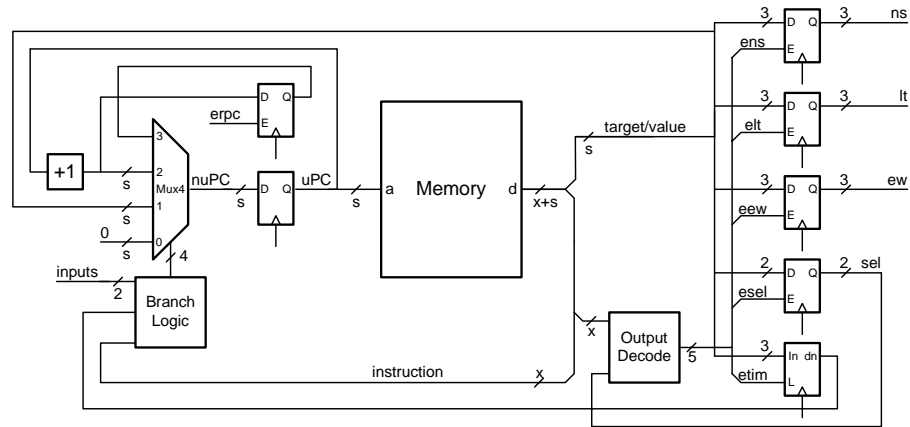 3 D Q 3 ns
ens E
D Q
erpc E
3 D Q 3 lt
elt E
target/value
s
3
+1 2 s
Mux4
nuPC s D Q uPC s
a Memory d x+s
1 s
0 s 0
4
3 D Q 3 ew
eew E
inputs 2
Branch
Logic
2 D Q 2 sel
esel E
x
Output
Decode
5
3 In dn
etim L
instruction x